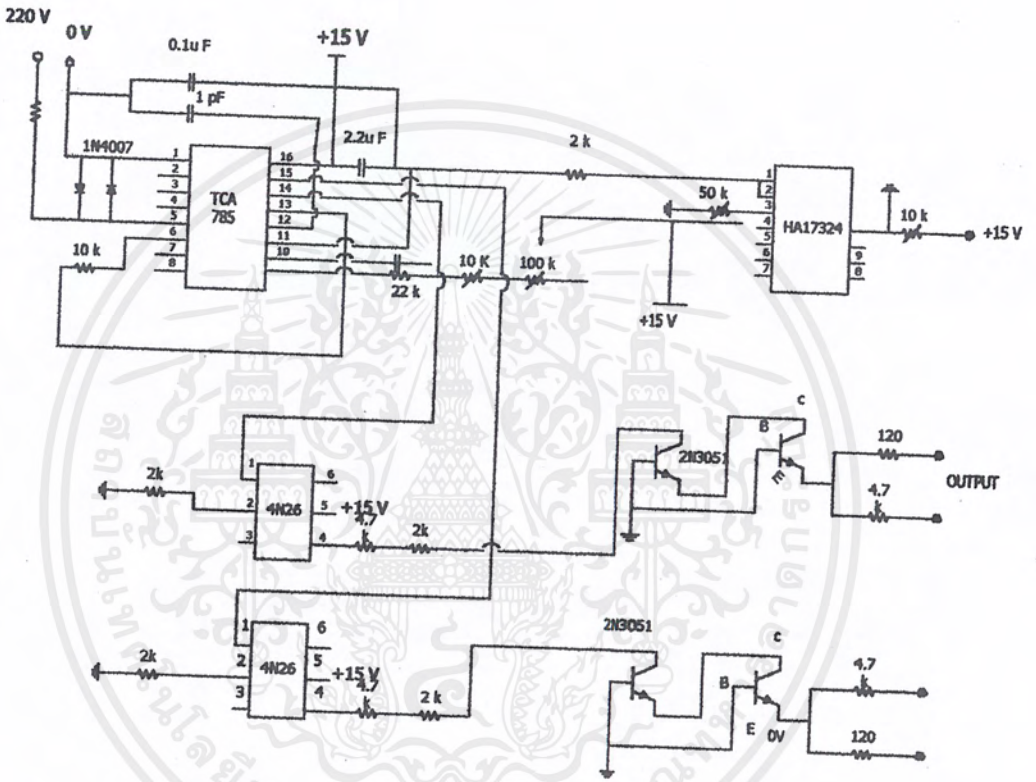 220 V
0 V
0.1u F
+15 V
1 pF
2.2u F
2 k
1N4007
1
2
3
4
5
6
7
8
TCA
785
16
15
14
13
12
11
10
10 k
22 k
10 K
100 k
50 k
+15 V
1
2
3
4
5
6
7
HA17324
9
8
10 k
+15 V
2k
1
2
3
4N26
6
5
4
+15 V
4.7
k
2k
2N3051
B
C
E
120
4.7
k
OUTPUT
2k
1
2
3
4N26
6
5
4
+15 V
4.7
k
2 k
2N3051
B
C
E
0V
4.7
k
120